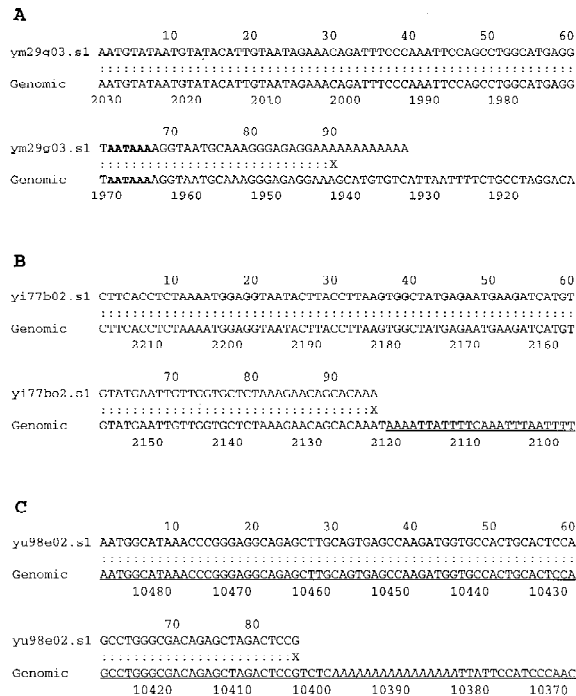 A
10 20 30 40 50 60
ym29g03.s1 AATGTATAATGTATACATTGTAATAGAAACAGATTTCCCAAATTCCAGCCTGGCATGAGG
:::::::::::::::::::::::::::::::::::::::::::::::::::::::::::
Genomic AATGTATAATGTATACATTGTAATAGAAACAGATTTCCCAAATTCCAGCCTGGCATGAGG
2030 2020 2010 2000 1990 1980
70 80 90
ym29g03.s1 TAATAAAAGGTAATGCAAAGGGAGAGGAAAAAAAAAAAA
:::::::::::::::::::::::::::::X
Genomic TAATAAAAGGTAATGCAAAGGGAGAGGAAAGCATGTGTCATTAATTTTCTGCCTAGGACA
1970 1960 1950 1940 1930 1920
B
10 20 30 40 50 60
yi77b02.s1 CTTCACCTCTAAAATGGAGGTAATACTTACCTTAAGTGGCTATGAGAATGAAGATCATGT
:::::::::::::::::::::::::::::::::::::::::::::::::::::::::::
Genomic CTTCACCTCTAAAATGGAGGTAATACTTACCTTAAGTGGCTATGAGAATGAAGATCATGT
2210 2200 2190 2180 2170 2160
70 80 90
yi77bo2.s1 GTATGAATTGTTGGTGCTCTAAAGAACAGCACAAA
::::::::::::::::::::::::::::::::::X
Genomic GTATGAATTGTTGGTGCTCTAAAGAACAGCACAAATAAAATTATTTTCAAATTTAATTTT
2150 2140 2130 2120 2110 2100
C
10 20 30 40 50 60
yu98e02.s1 AATGGCATAAACCCGGGAGGCAGAGCTTGCAGTGAGCCAAGATGGTGCCACTGCACTCCA
:::::::::::::::::::::::::::::::::::::::::::::::::::::::::::
Genomic AATGGCATAAACCCGGGAGGCAGAGCTTGCAGTGAGCCAAGATGGTGCCACTGCACTCCA
10480 10470 10460 10450 10440 10430
70 80
yu98e02.s1 GCCTGGGCGACAGAGCTAGACTCCG
::::::::::::::::::::::::X
Genomic GCCTGGGCGACAGAGCTAGACTCCGTCTCAAAAAAAAAAAAAAAATTATTCCATCCCAAC
10420 10410 10400 10390 10380 10370